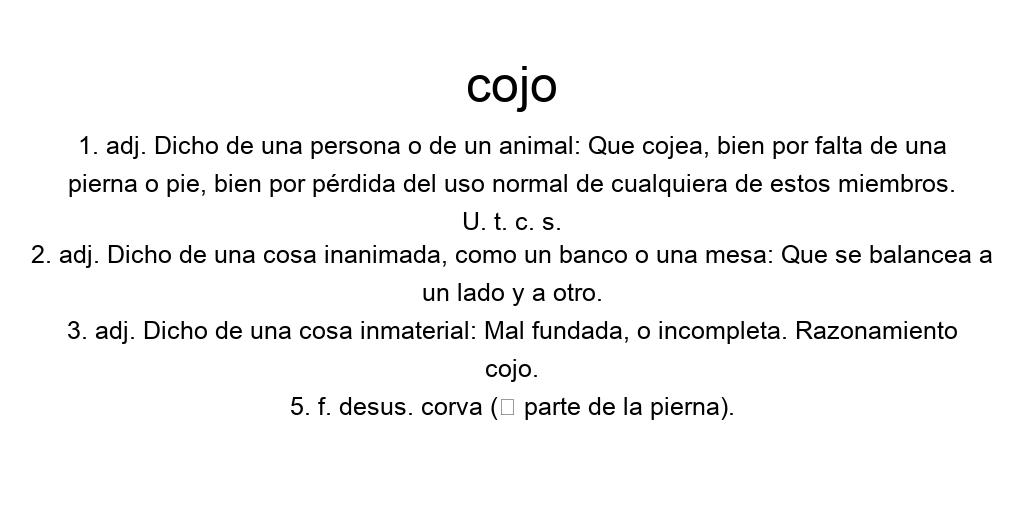 cojo
1. adj. Dicho de una persona o de un animal: Que cojea, bien por falta de una
pierna o pie, bien por pérdida del uso normal de cualquiera de estos miembros.
U. t. c. s.
2. adj. Dicho de una cosa inanimada, como un banco o una mesa: Que se balancea a
un lado y a otro.
3. adj. Dicho de una cosa inmaterial: Mal fundada, o incompleta. Razonamiento
cojo.
5. f. desus. corva (□ parte de la pierna).